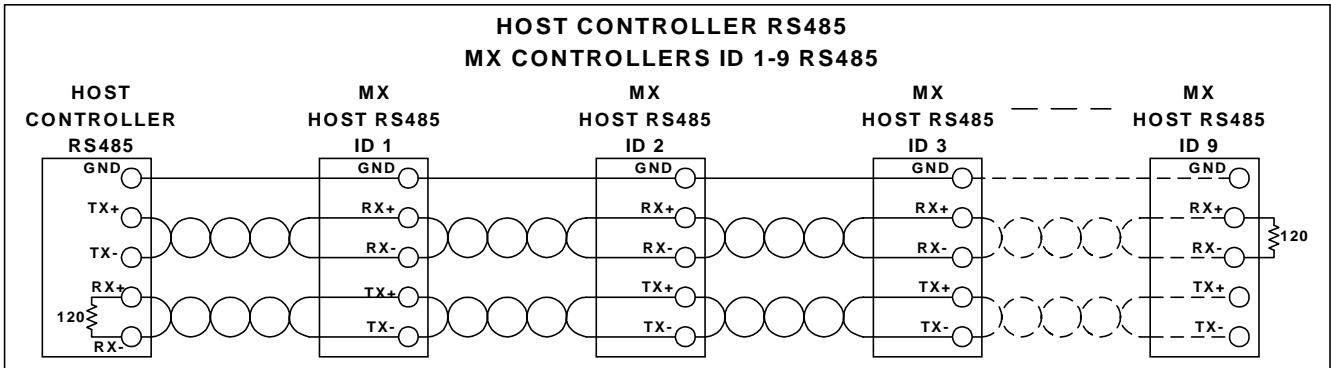 HOST CONTROLLER RS485
MX CONTROLLERS ID 1-9 RS485
HOST MX MX MX MX
CONTROLLER HOST RS485 HOST RS485 HOST RS485 HOST RS485
RS485 ID 1 ID 2 ID 3 ID 9
GND GND GND GND GND
TX+ RX+ RX+ RX+ RX+
TX- RX- RX- RX- RX- 120
RX+ TX+ TX+ TX+ TX+
120
RX- TX- TX- TX- TX-